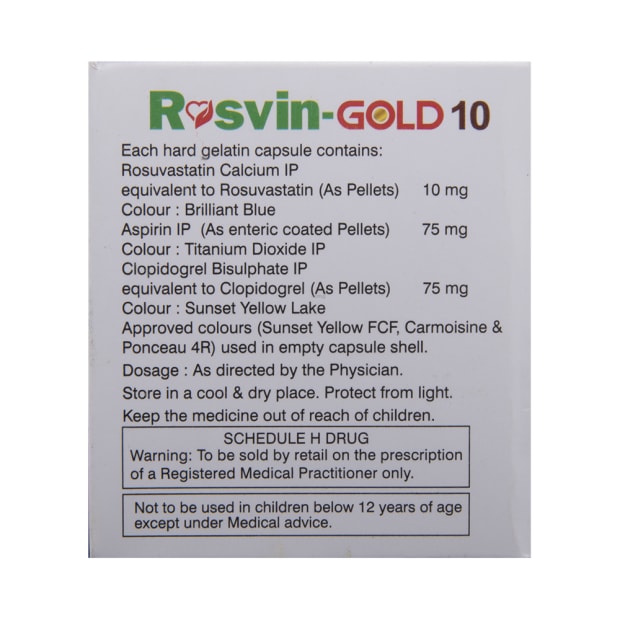 Rosvin-GOLD 10
Each hard gelatin capsule contains:
Rosuvastatin Calcium IP
equivalent to Rosuvastatin (As Pellets) 10 mg
Colour : Brilliant Blue
Aspirin IP (As enteric coated Pellets) 75 mg
Colour : Titanium Dioxide IP
Clopidogrel Bisulphate IP
equivalent to Clopidogrel (As Pellets) 75 mg
Colour : Sunset Yellow Lake
Approved colours (Sunset Yellow FCF, Carmoisine &
Ponceau 4R) used in empty capsule shell.
Dosage : As directed by the Physician.
Store in a cool & dry place. Protect from light.
Keep the medicine out of reach of children.
SCHEDULE H DRUG
Warning: To be sold by retail on the prescription
of a Registered Medical Practitioner only.
Not to be used in children below 12 years of age
except under Medical advice.